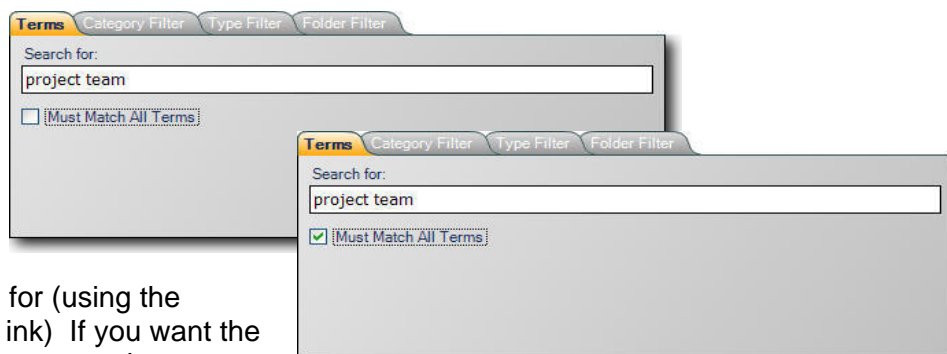 Terms Category Filter Type Filter Folder Filter
Search for:
project team
Must Match All Terms
Terms Category Filter Type Filter Folder Filter
Search for:
project team
Must Match All Terms
for (using the
ink) If you want the